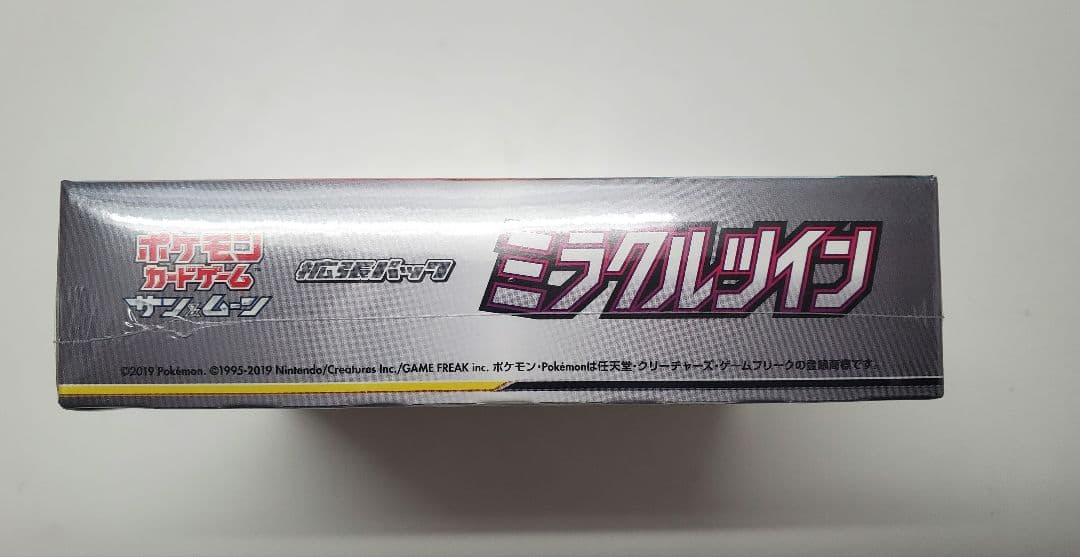 ポケモン
カードゲーム
サン&ムーン
拡張パック
ミラクルツイン
©2019 Pokémon. ©1995-2019 Nintendo/Creatures Inc./GAME FREAK inc. ポケモン・Pokémonは任天堂・クリーチャーズ・ゲームフリークの登録商標です。